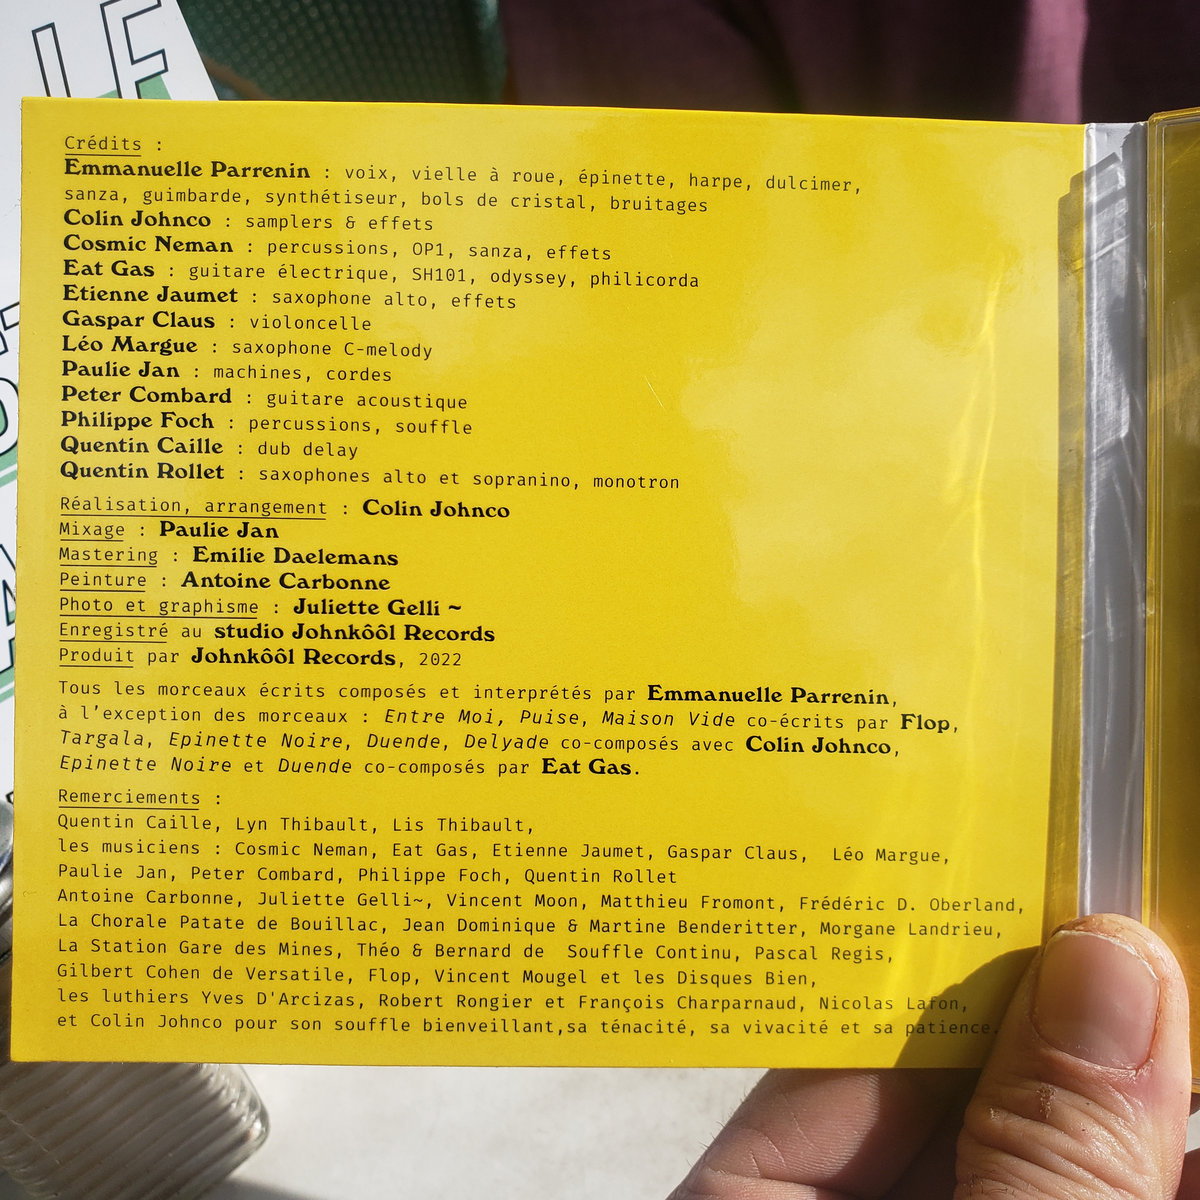 LE
Crédits :
Emmanuelle Parrenin : voix, vielle à roue, épinette, harpe, dulcimer,
sanza, guimbarde, synthétiseur, bols de cristal, bruitages
Colin Johnco : samplers & effets
Cosmic Neman : percussions, OP1, sanza, effets
Eat Gas : guitare électrique, SH101, odyssey, philicorda
Etienne Jaumet : saxophone alto, effets
Gaspar Claus : violoncelle
Léo Margue : saxophone C-melody
Paulie Jan : machines, cordes
Peter Combard : guitare acoustique
Philippe Foch : percussions, souffle
Quentin Caille : dub delay
Quentin Rollet : saxophones alto et sopranino, monotron
Réalisation, arrangement : Colin Johnco
Mixage : Paulie Jan
Mastering : Emilie Daelemans
Peinture : Antoine Carbonne
Photo et graphisme : Juliette Gelli ~
Enregistré au studio Johnkôôl Records
Produit par Johnkôôl Records, 2022
Tous les morceaux écrits composés et interprétés par Emmanuelle Parrenin,
à l’exception des morceaux : Entre Moi, Puise, Maison Vide co-écrits par Flop,
Targala, Epinette Noire, Duende, Delyade co-composés avec Colin Johnco,
Epinette Noire et Duende co-composés par Eat Gas.
Remerciements :
Quentin Caille, Lyn Thibault, Lis Thibault,
les musiciens : Cosmic Neman, Eat Gas, Etienne Jaumet, Gaspar Claus, Léo Margue,
Paulie Jan, Peter Combard, Philippe Foch, Quentin Rollet
Antoine Carbonne, Juliette Gelli~, Vincent Moon, Matthieu Fromont, Frédéric D. Oberland,
La Chorale Patate de Bouillac, Jean Dominique & Martine Benderitter, Morgane Landrieu,
La Station Gare des Mines, Théo & Bernard de Souffle Continu, Pascal Regis,
Gilbert Cohen de Versatile, Flop, Vincent Mougel et les Disques Bien,
les luthiers Yves D'Arcizas, Robert Rongier et François Charparnaud, Nicolas Lafon,
et Colin Johnco pour son souffle bienveillant,sa ténacité, sa vivacité et sa patience.